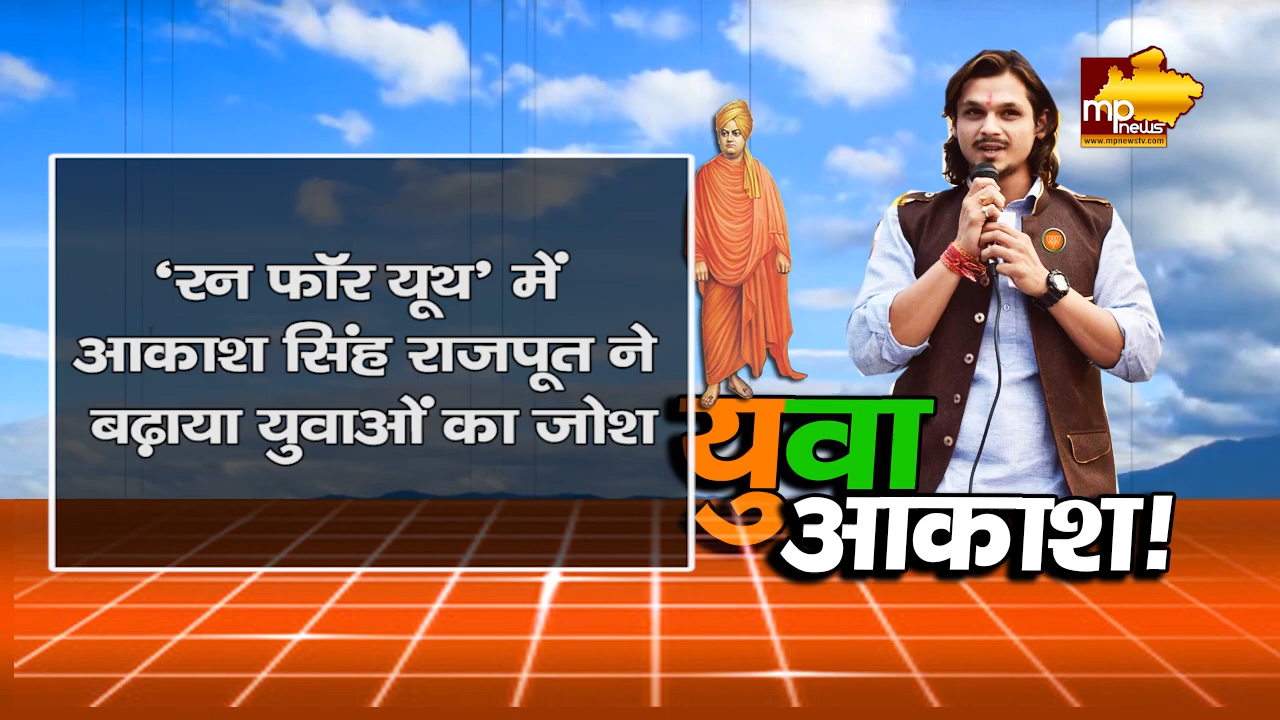 ‘रन फॉर यूथ’ में
आकाश सिंह राजपूत ने
बढ़ाया युवाओं का जोश
युवा
आकाश!
mp
news
www.mpnewstv.com